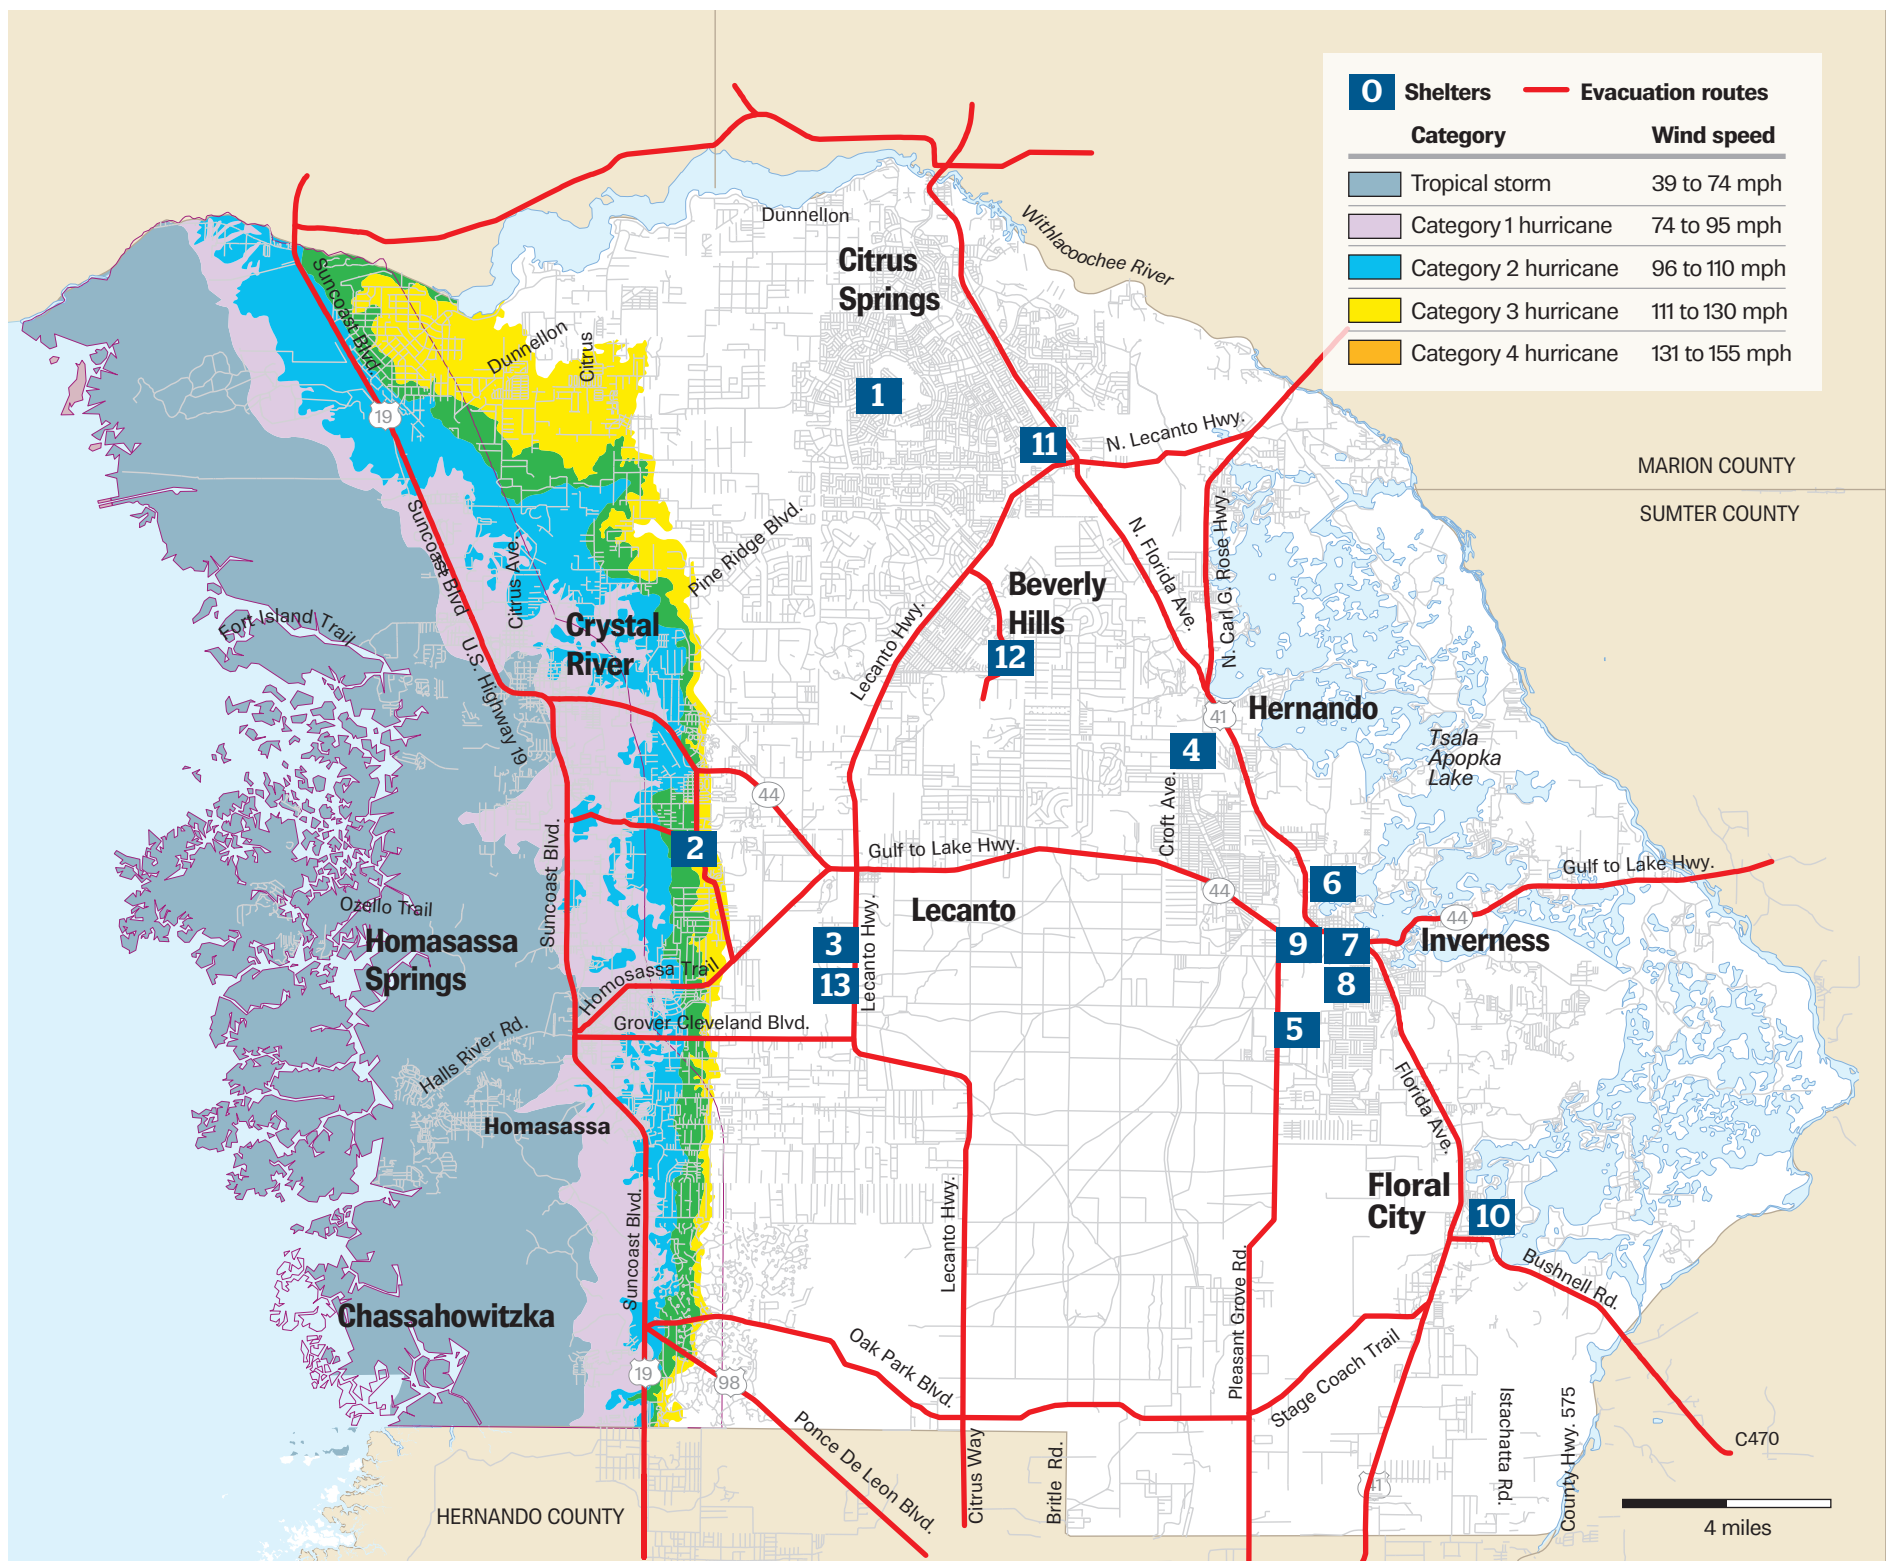 0 Shelters Evacuation routes
Category Wind speed
Tropical storm 39 to 74 mph
Category 1 hurricane 74 to 95 mph
Category 2 hurricane 96 to 110 mph
Category 3 hurricane 111 to 130 mph
Category 4 hurricane 131 to 155 mph
Dunnellon
Withlacoochee River
Citrus
Springs
Suncoast Blvd.
Dunnellon
Citrus
19
1
11
N. Lecanto Hwy.
MARION COUNTY
SUMTER COUNTY
Suncoast Blvd
Citrus Ave.
Pine Ridge Blvd.
N. Florida Ave.
N. Carl G. Rose Hwy.
Beverly
Hills
Fort Island Trail
Crystal
River
U.S. Highway 19
Lecanto Hwy.
12
41
Hernando
4
Tsala
Apopka
Lake
44
Croft Ave.
Suncoast Blvd.
2
Gulf to Lake Hwy.
Gulf to Lake Hwy.
6
44
44
Ozello Trail
Lecanto
Lecanto Hwy.
Homasassa
Springs
3
9
7
Inverness
Homosassa Trail
13
8
Grover Cleveland Blvd.
5
Halls River Rd.
Florida Ave.
Homasassa
Floral
City
10
Suncoast Blvd.
Lecanto Hwy.
Pleasant Grove Rd.
Bushnell Rd.
Chassahowitzka
Oak Park Blvd.
Stage Coach Trail
19
98
Ponce De Leon Blvd.
Citrus Way
Britle Rd.
41
Istachatta Rd.
County Hwy. 575
C470
HERNANDO COUNTY
4 miles